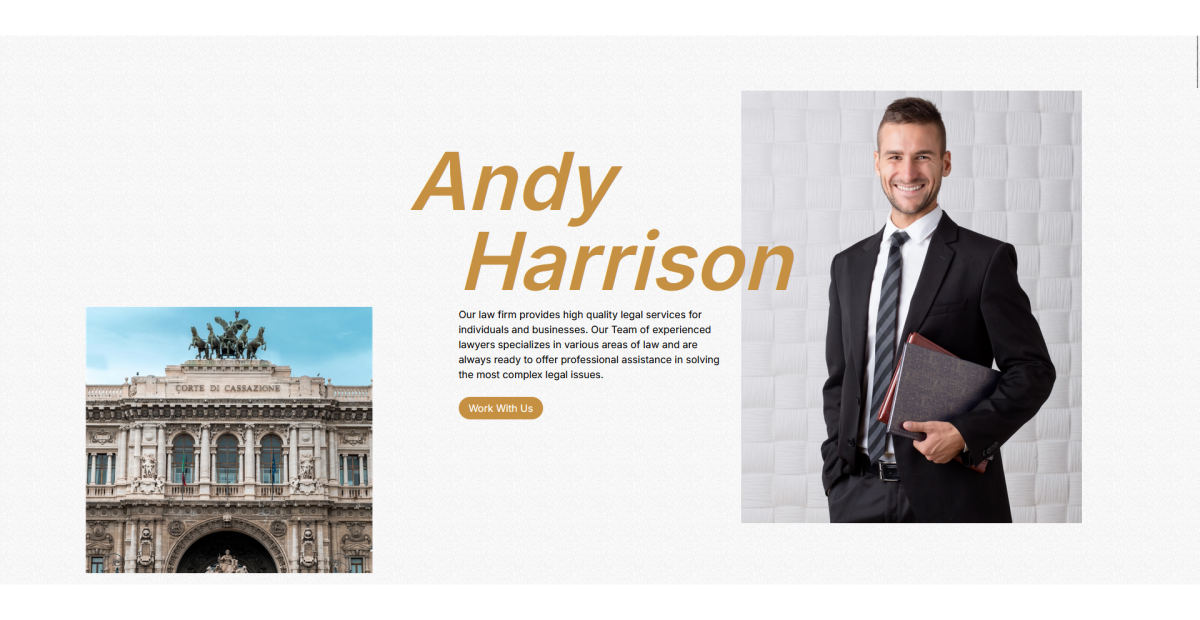 Andy
Harrison
Our law firm provides high quality legal services for
individuals and businesses. Our Team of experienced
lawyers specializes in various areas of law and are
always ready to offer professional assistance in solving
the most complex legal issues.
Work With Us
CORTE DI CASSAZIONE